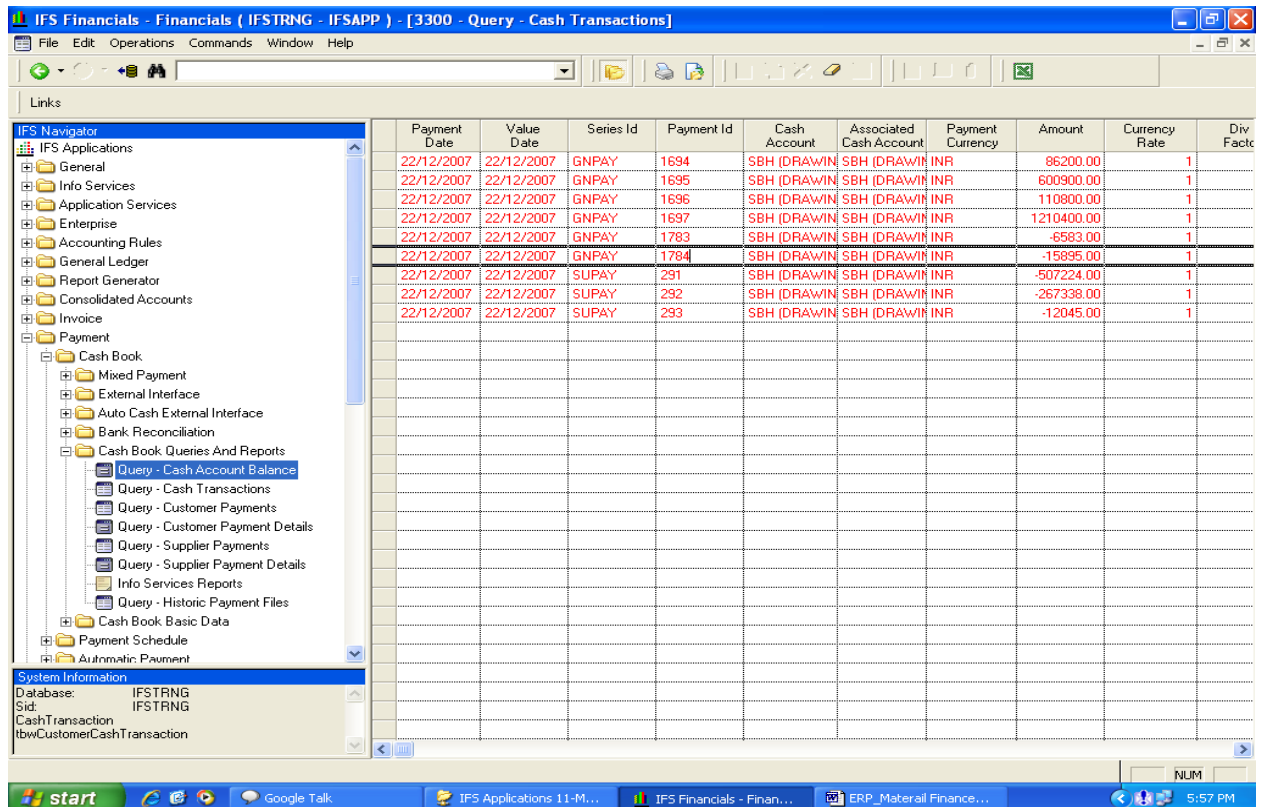 IFS Financials - Financials ( IFSTRNG - IFSAPP ) - [3300 - Query - Cash Transactions]
File Edit Operations Commands Window Help
Links
IFS Navigator
IFS Applications
General
Info Services
Application Services
Enterprise
Accounting Rules
General Ledger
Report Generator
Consolidated Accounts
Invoice
Payment
Cash Book
Mixed Payment
External Interface
Auto Cash External Interface
Bank Reconciliation
Cash Book Queries And Reports
Query - Cash Account Balance
Query - Cash Transactions
Query - Customer Payments
Query - Customer Payment Details
Query - Supplier Payments
Query - Supplier Payment Details
Info Services Reports
Query - Historic Payment Files
Cash Book Basic Data
Payment Schedule
Automatic Payment
System Information
Database: IFSTRNG
Sid: IFSTRNG
CashTransaction
tbwCustomerCashTransaction
Payment Value Series Id Payment Id Cash Associated Payment Amount Currency Div
Date Date Account Cash Account Currency Rate Facto
22/12/2007 22/12/2007 GNPAY 1694 SBH (DRAWIN SBH (DRAWIN INR 86200.00 1
22/12/2007 22/12/2007 GNPAY 1695 SBH (DRAWIN SBH (DRAWIN INR 600900.00 1
22/12/2007 22/12/2007 GNPAY 1696 SBH (DRAWIN SBH (DRAWIN INR 110800.00 1
22/12/2007 22/12/2007 GNPAY 1697 SBH (DRAWIN SBH (DRAWIN INR 1210400.00 1
22/12/2007 22/12/2007 GNPAY 1783 SBH (DRAWIN SBH (DRAWIN INR -6583.00 1
22/12/2007 22/12/2007 GNPAY 1784 SBH (DRAWIN SBH (DRAWIN INR -15895.00 1
22/12/2007 22/12/2007 SUPAY 291 SBH (DRAWIN SBH (DRAWIN INR -507224.00 1
22/12/2007 22/12/2007 SUPAY 292 SBH (DRAWIN SBH (DRAWIN INR -267338.00 1
22/12/2007 22/12/2007 SUPAY 293 SBH (DRAWIN SBH (DRAWIN INR -12045.00 1
NUM
start Google Talk IFS Applications 11-M... IFS Financials - Finan... ERP_Materail Finance... 5:57 PM